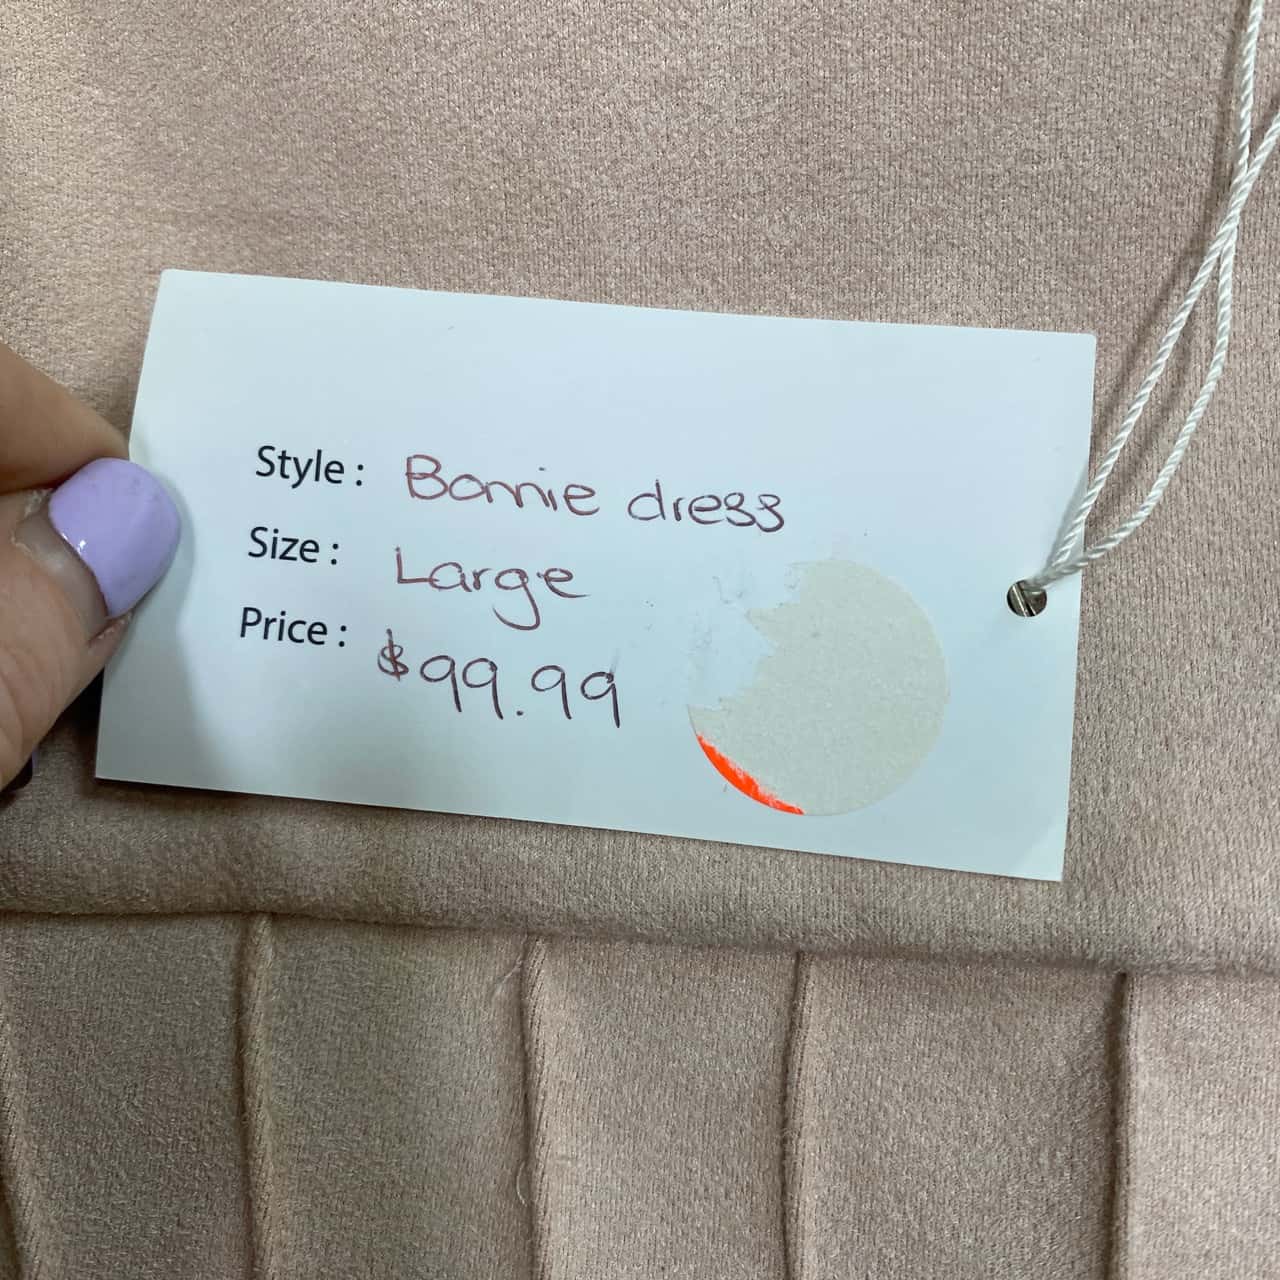 Style : Bonnie dress
Size : Large
Price : $99.99